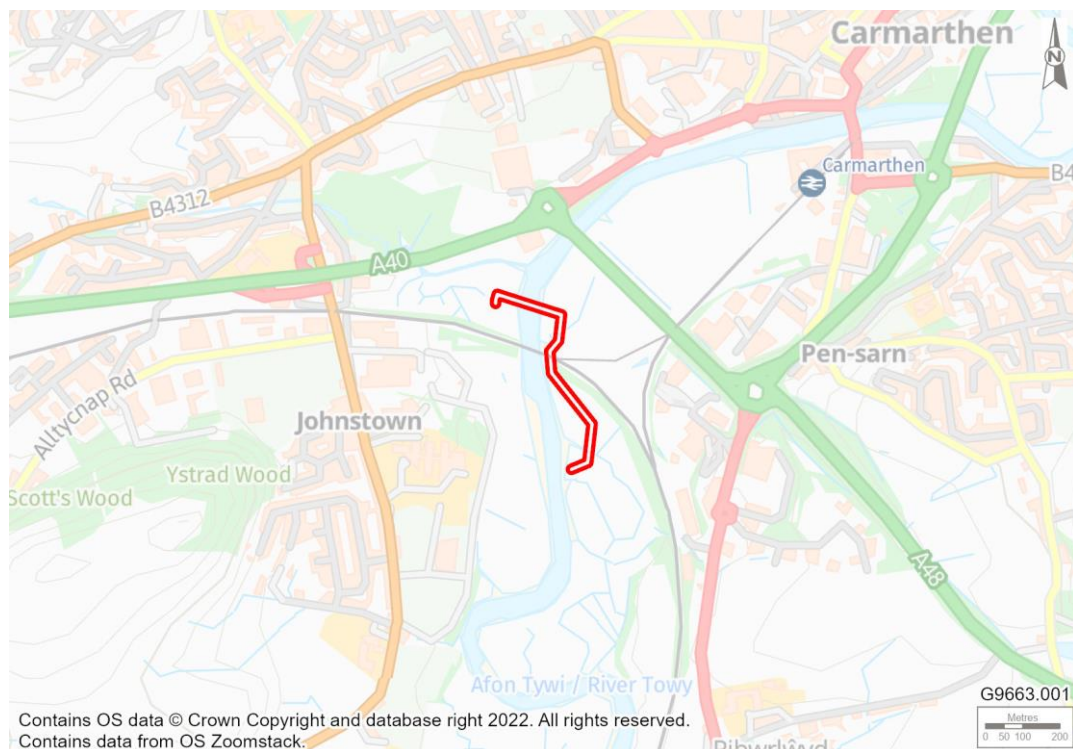 Carmarthen
N
Carmarthen
B4
B4312
A40
Pen-sarn
Alltycnap Rd
Johnstown
Ystrad Wood
Scott's Wood
A48
Afon Tywi / River Towy
G9663.001
Contains OS data © Crown Copyright and database right 2022. All rights reserved.
Contains data from OS Zoomstack.
Metres
0 50 100 200